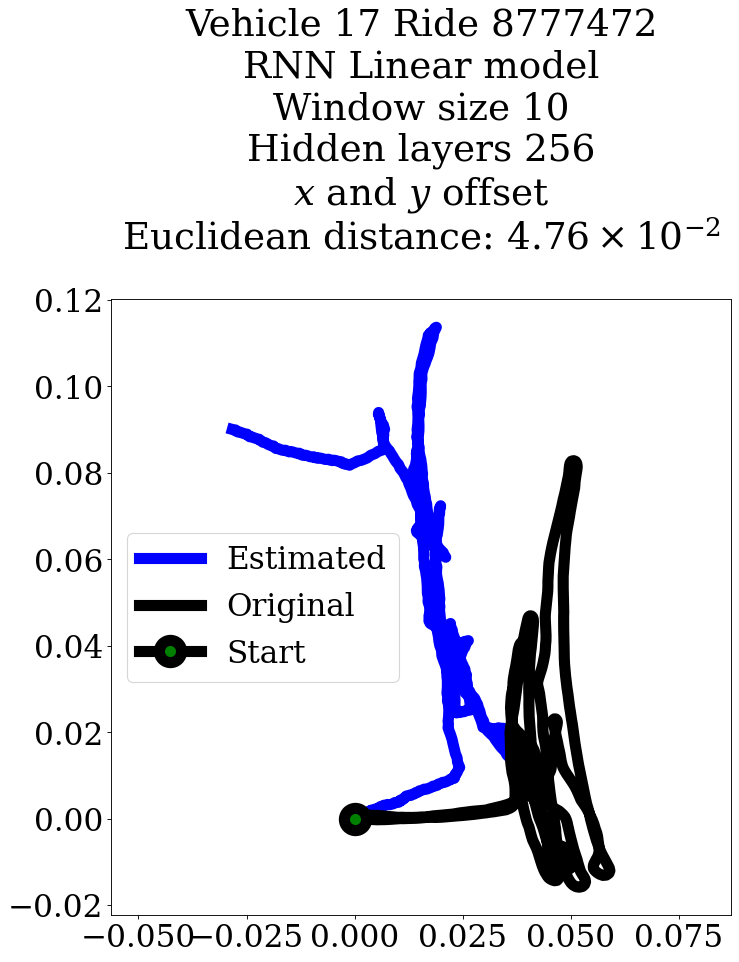 Vehicle 17 Ride 8777472
RNN Linear model
Window size 10
Hidden layers 256
x and y offset
Euclidean distance: 4.76 × 10⁻²
0.12
0.10
0.08
0.06
0.04
0.02
0.00
−0.02
Estimated
Original
Start
−0.050 −0.025 0.000 0.025 0.050 0.075